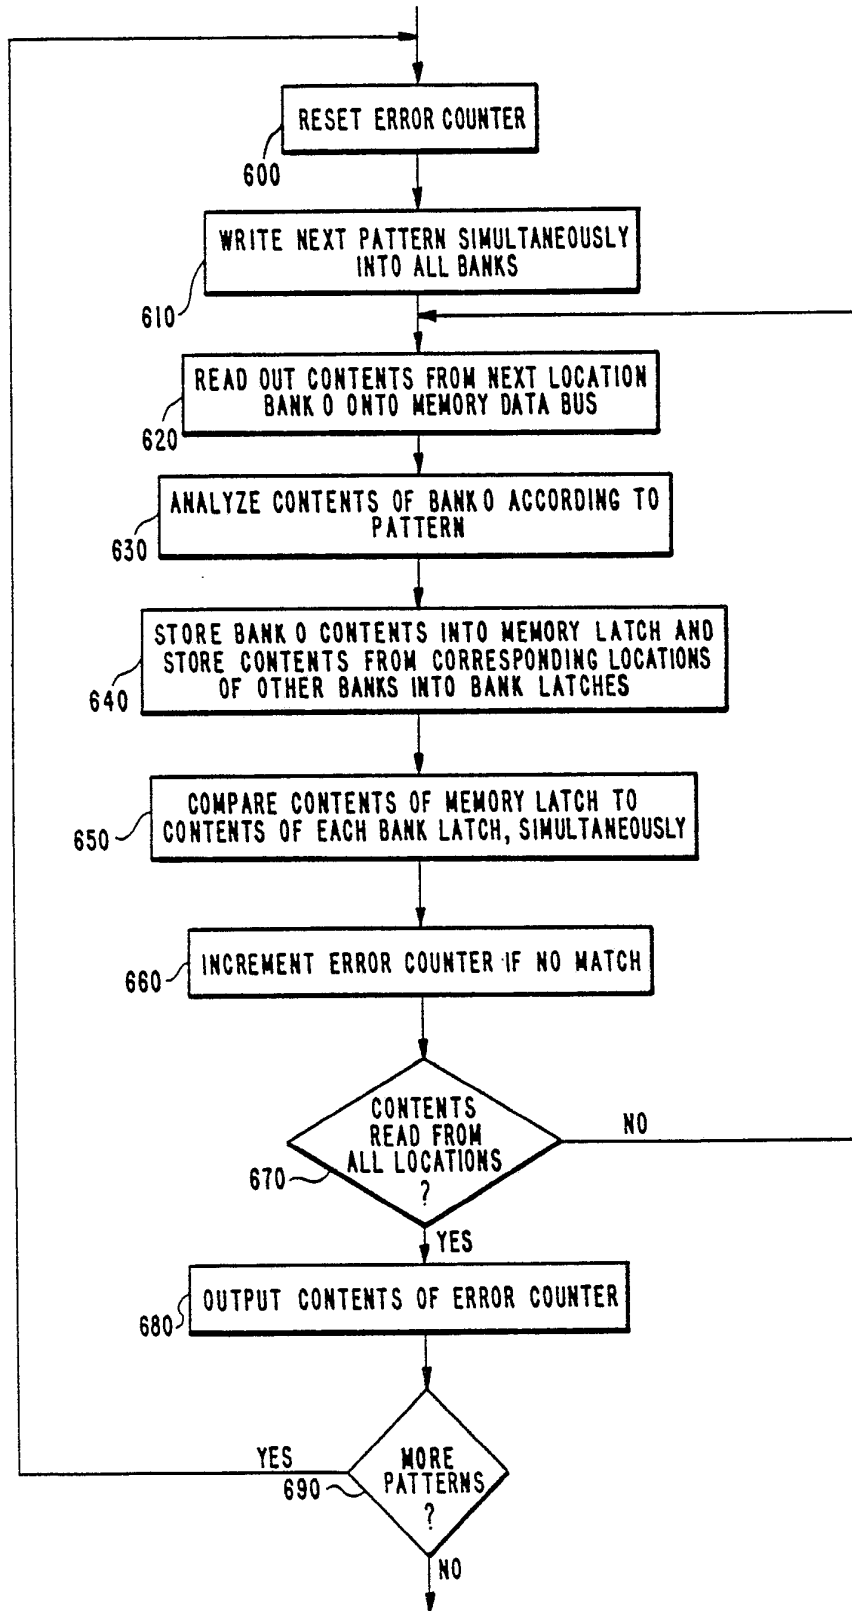 RESET ERROR COUNTER
600
WRITE NEXT PATTERN SIMULTANEOUSLY
INTO ALL BANKS
610
READ OUT CONTENTS FROM NEXT LOCATION
BANK 0 ONTO MEMORY DATA BUS
620
ANALYZE CONTENTS OF BANK 0 ACCORDING TO
PATTERN
630
STORE BANK 0 CONTENTS INTO MEMORY LATCH AND
STORE CONTENTS FROM CORRESPONDING LOCATIONS
OF OTHER BANKS INTO BANK LATCHES
640
COMPARE CONTENTS OF MEMORY LATCH TO
CONTENTS OF EACH BANK LATCH, SIMULTANEOUSLY
650
INCREMENT ERROR COUNTER IF NO MATCH
660
CONTENTS
READ FROM
ALL LOCATIONS
?
NO
670
YES
OUTPUT CONTENTS OF ERROR COUNTER
680
YES
MORE
PATTERNS
?
690
NO